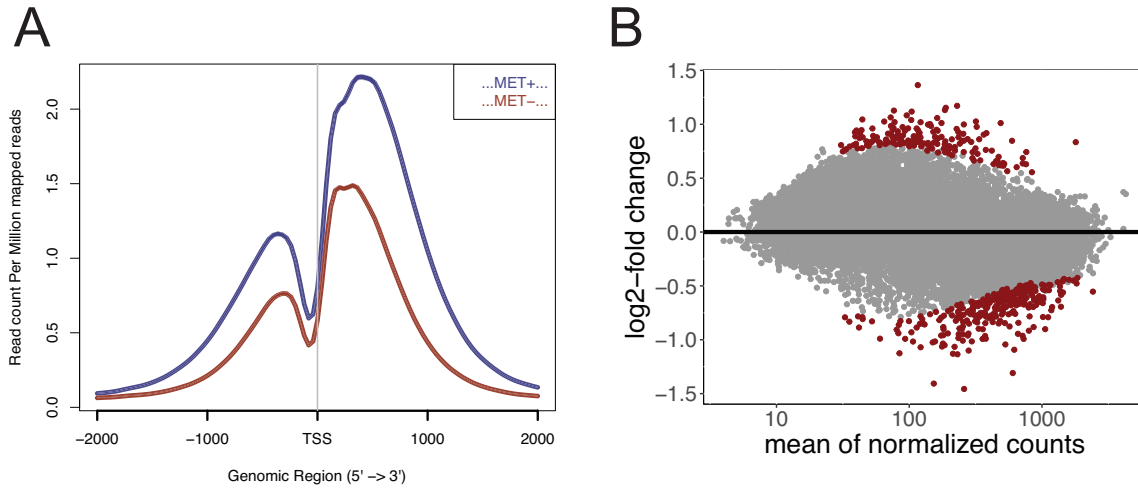 A
Read count Per Million mapped reads
2.0
1.5
1.0
0.5
0.0
...MET+...
...MET−...
−2000
−1000
TSS
1000
2000
Genomic Region (5' −> 3')
B
log2−fold change
1.5
1.0
0.5
0.0
−0.5
−1.0
−1.5
10
100
1000
mean of normalized counts